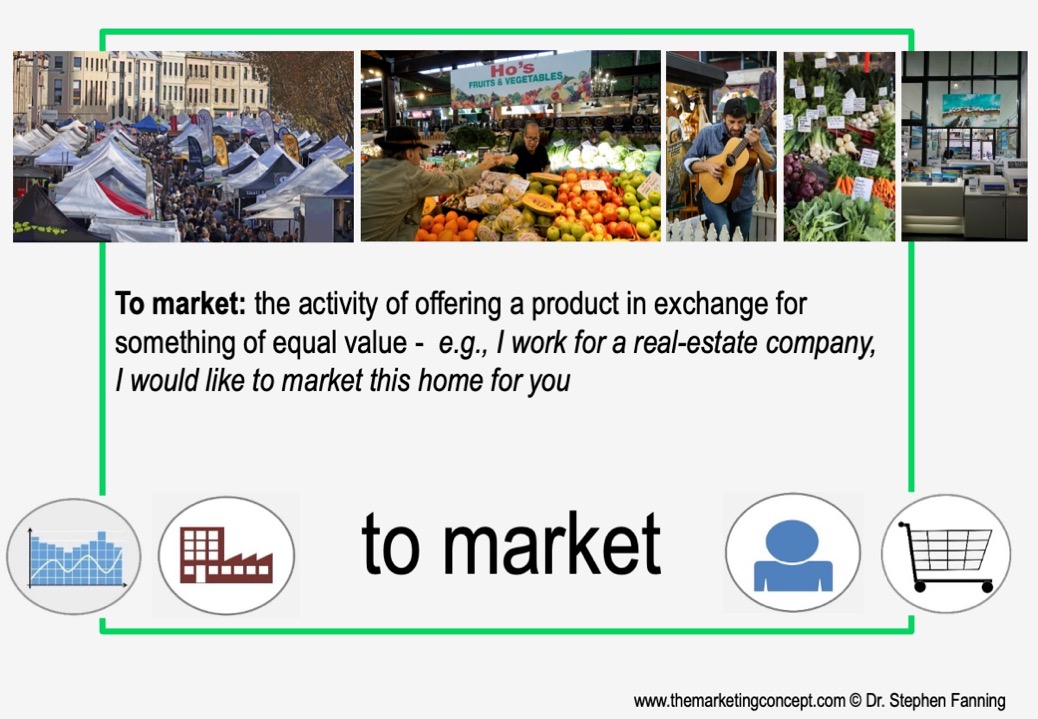 Ho's
FRUITS & VEGETABLES
To market: the activity of offering a product in exchange for
something of equal value - e.g., I work for a real-estate company,
I would like to market this home for you
to market
www.themarketingconcept.com © Dr. Stephen Fanning